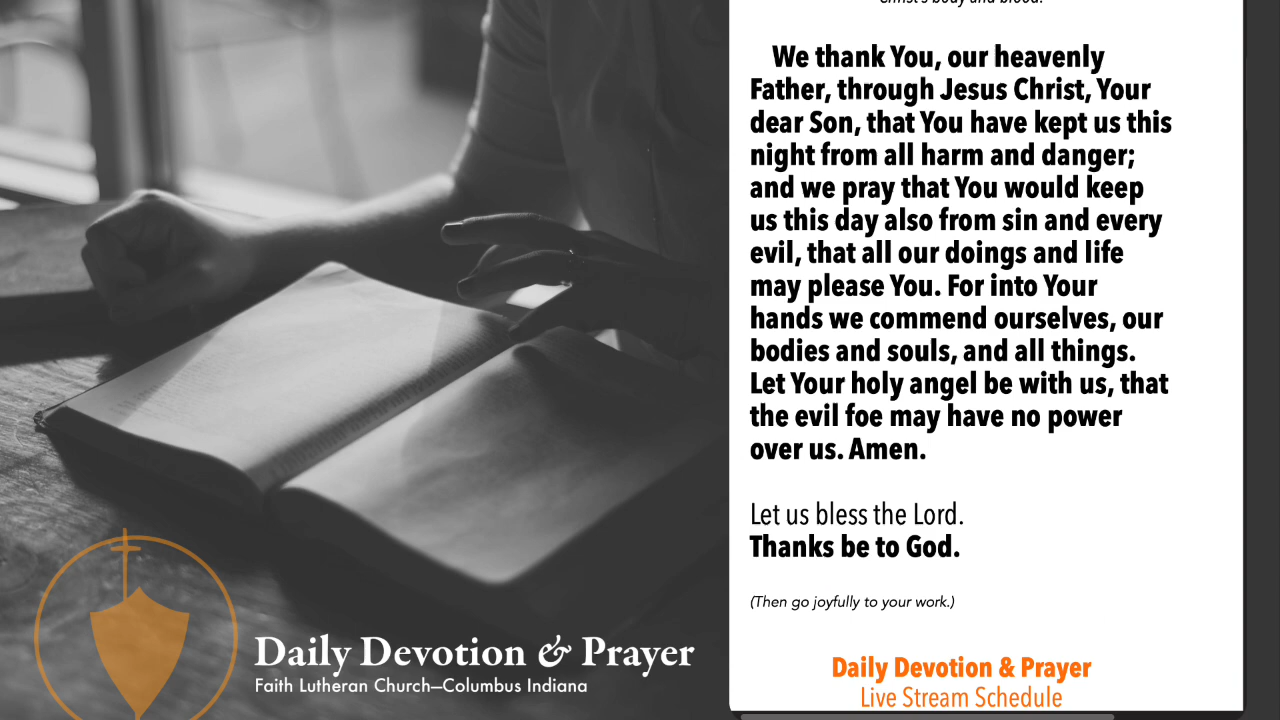 Christ's body and blood.
We thank You, our heavenly
Father, through Jesus Christ, Your
dear Son, that You have kept us this
night from all harm and danger;
and we pray that You would keep
us this day also from sin and every
evil, that all our doings and life
may please You. For into Your
hands we commend ourselves, our
bodies and souls, and all things.
Let Your holy angel be with us, that
the evil foe may have no power
over us. Amen.
Let us bless the Lord.
Thanks be to God.
(Then go joyfully to your work.)
Daily Devotion & Prayer
Live Stream Schedule
Daily Devotion & Prayer
Faith Lutheran Church—Columbus Indiana